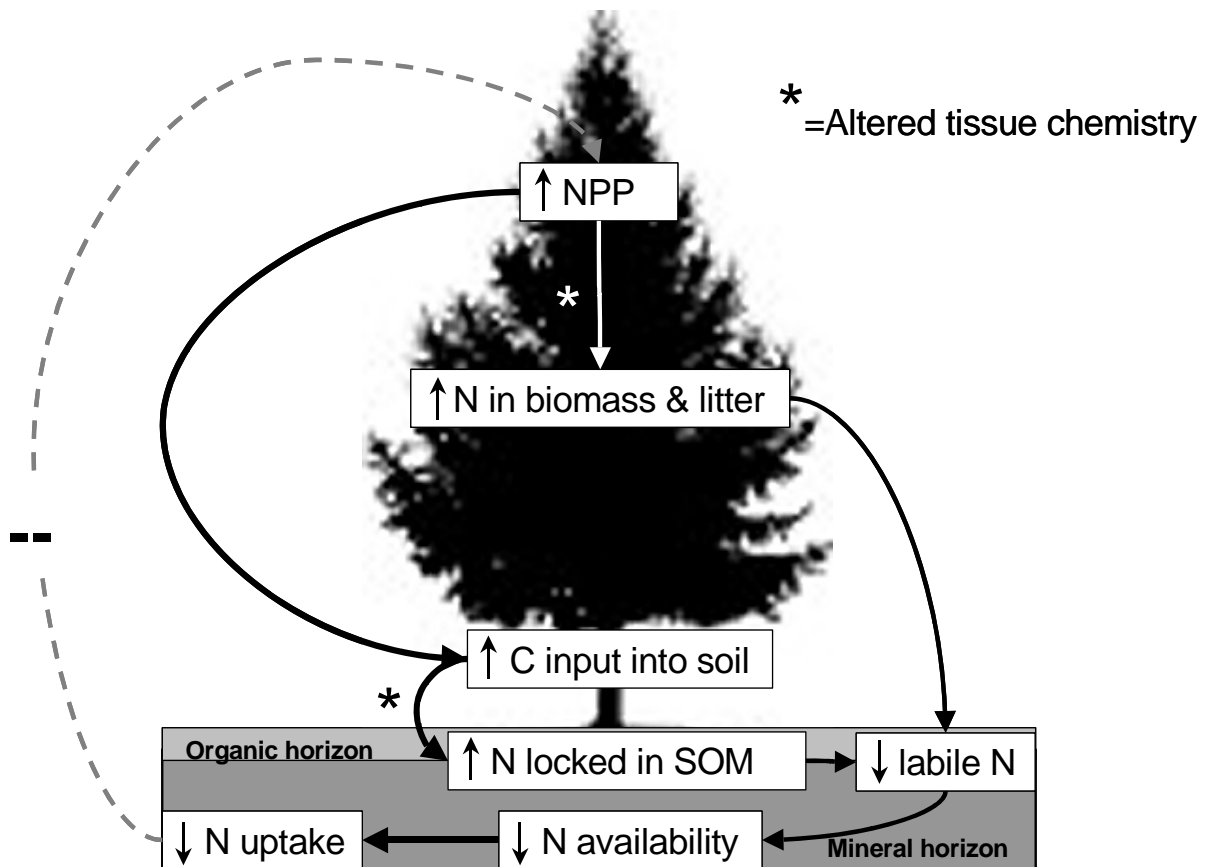 * =Altered tissue chemistry
↑ NPP
*
↑ N in biomass & litter
--
↑ C input into soil
*
Organic horizon
↑ N locked in SOM
↓ labile N
↓ N uptake
↓ N availability
Mineral horizon